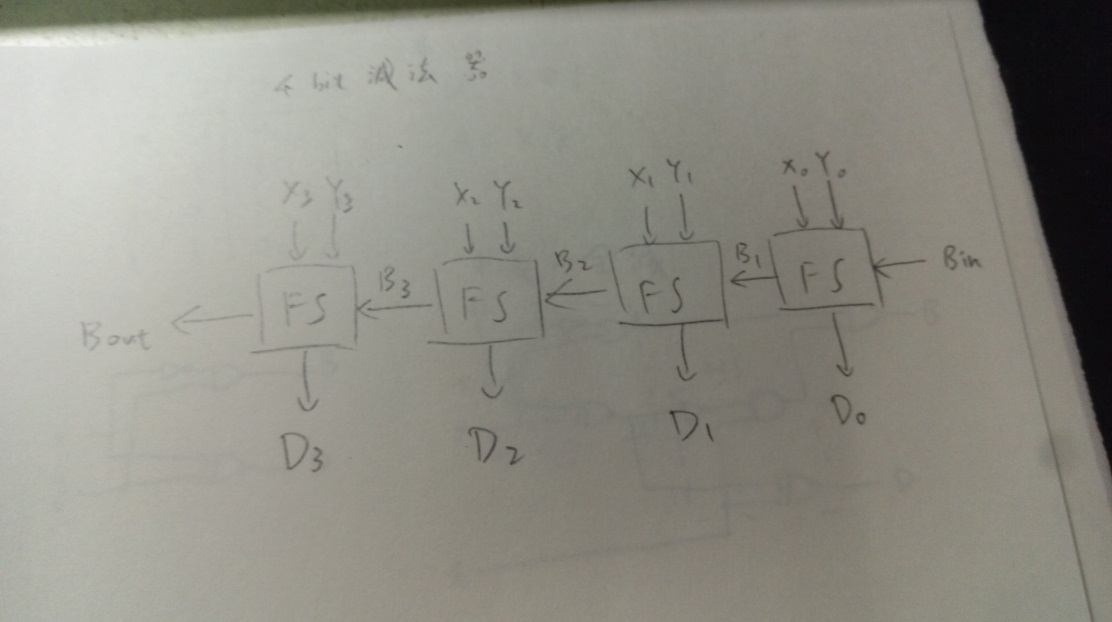 4 bit 减法器
X3 Y3 X2 Y2 X1 Y1 X0 Y0
Bout FS B3 FS B2 FS B1 FS Bin
D3 D2 D1 D0